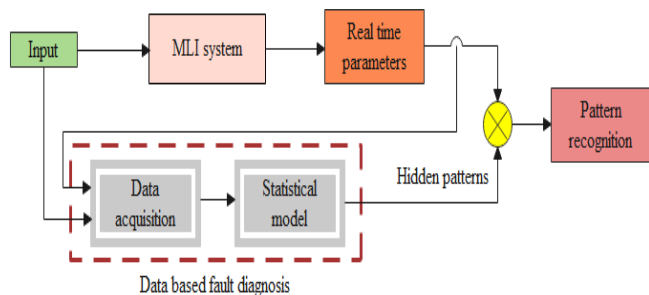 Input
MLI system
Real time
parameters
Pattern
recognition
Hidden patterns
Data
acquisition
Statistical
model
Data based fault diagnosis